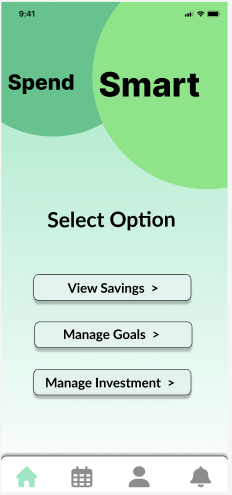 9:41
Spend Smart
Select Option
View Savings >
Manage Goals >
Manage Investment >